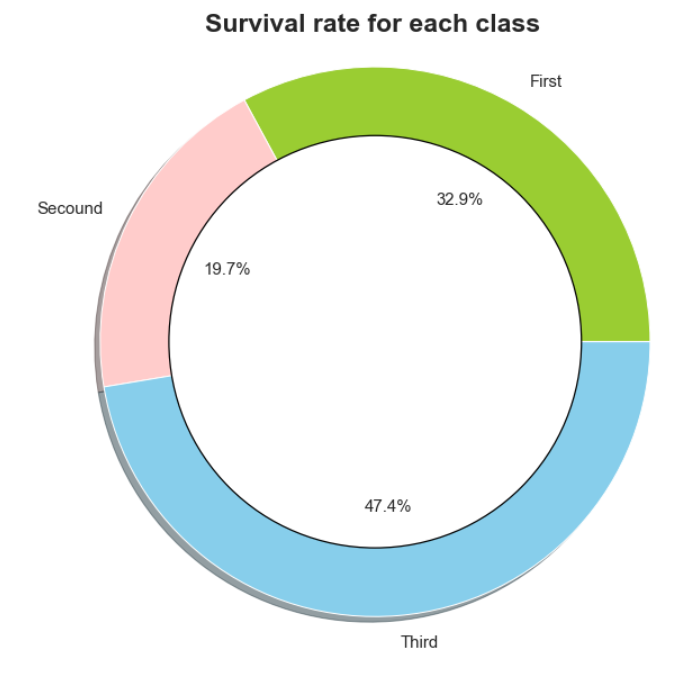 Survival rate for each class
First
32.9%
Secound
19.7%
47.4%
Third